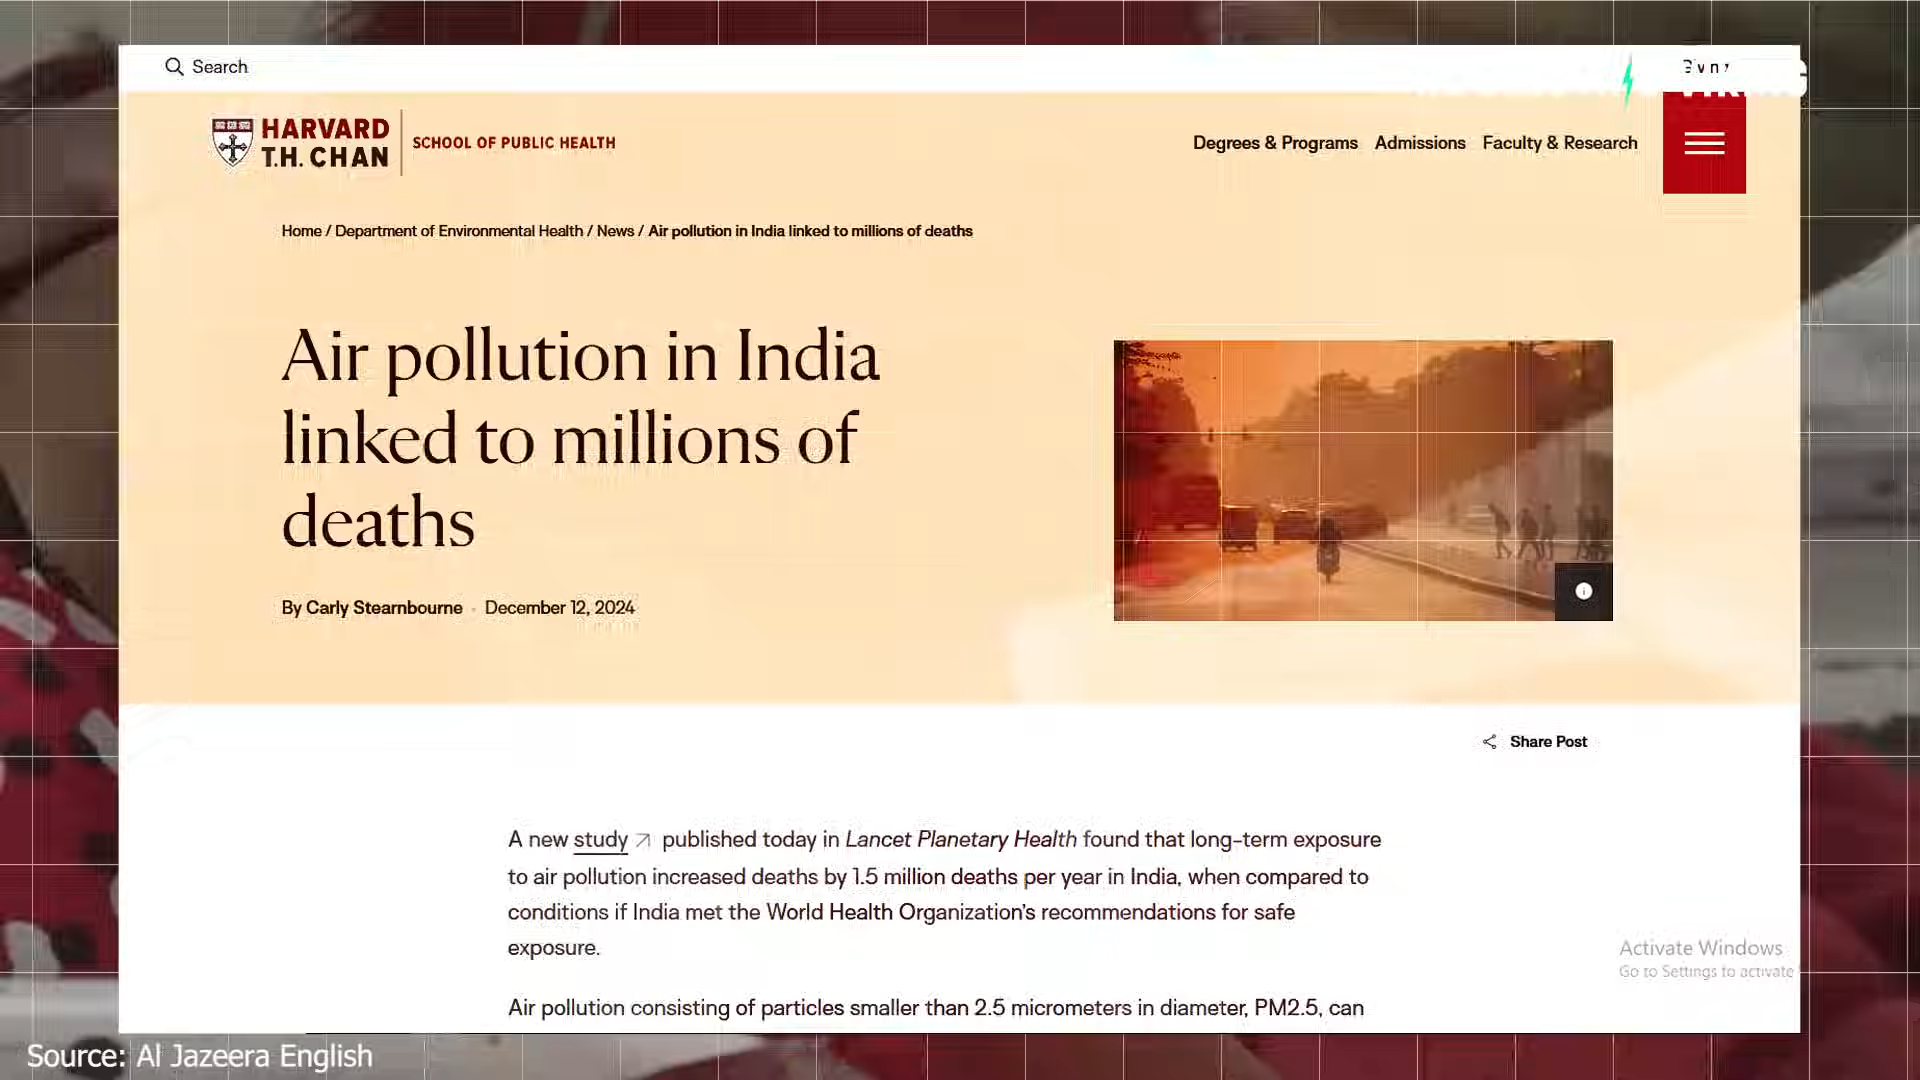 Search
HARVARD
T.H. CHAN
SCHOOL OF PUBLIC HEALTH
Degrees & Programs Admissions Faculty & Research
Home / Department of Environmental Health / News / Air pollution in India linked to millions of deaths
Air pollution in India
linked to millions of
deaths
By Carly Stearnbourne December 12, 2024
Share Post
A new study published today in Lancet Planetary Health found that long-term exposure
to air pollution increased deaths by 1.5 million deaths per year in India, when compared to
conditions if India met the World Health Organization's recommendations for safe
exposure.
Activate Windows
Go to Settings to activate
Air pollution consisting of particles smaller than 2.5 micrometers in diameter, PM2.5, can
Source: Al Jazeera English